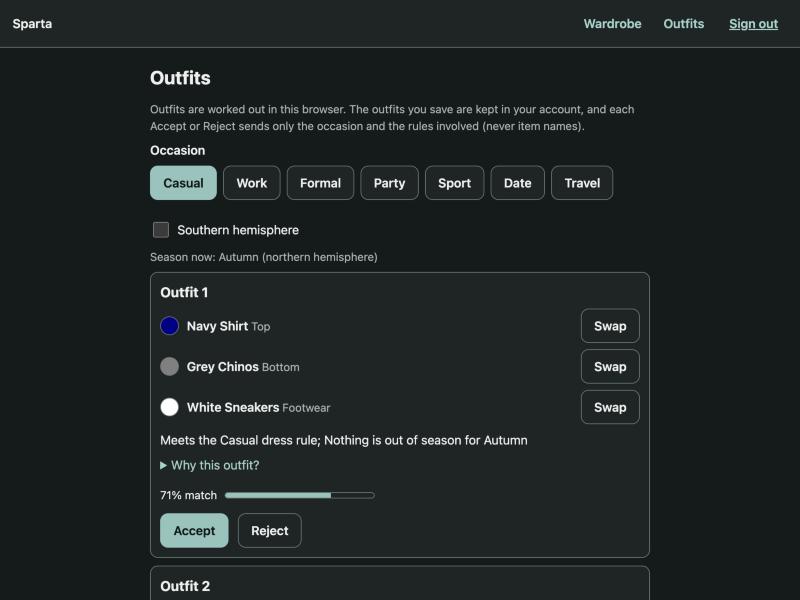 Sparta
Wardrobe
Outfits
Sign out
Outfits
Outfits are worked out in this browser. The outfits you save are kept in your account, and each
Accept or Reject sends only the occasion and the rules involved (never item names).
Occasion
Casual
Work
Formal
Party
Sport
Date
Travel
Southern hemisphere
Season now: Autumn (northern hemisphere)
Outfit 1
Navy Shirt Top
Swap
Grey Chinos Bottom
Swap
White Sneakers Footwear
Swap
Meets the Casual dress rule; Nothing is out of season for Autumn
Why this outfit?
71% match
Accept
Reject
Outfit 2